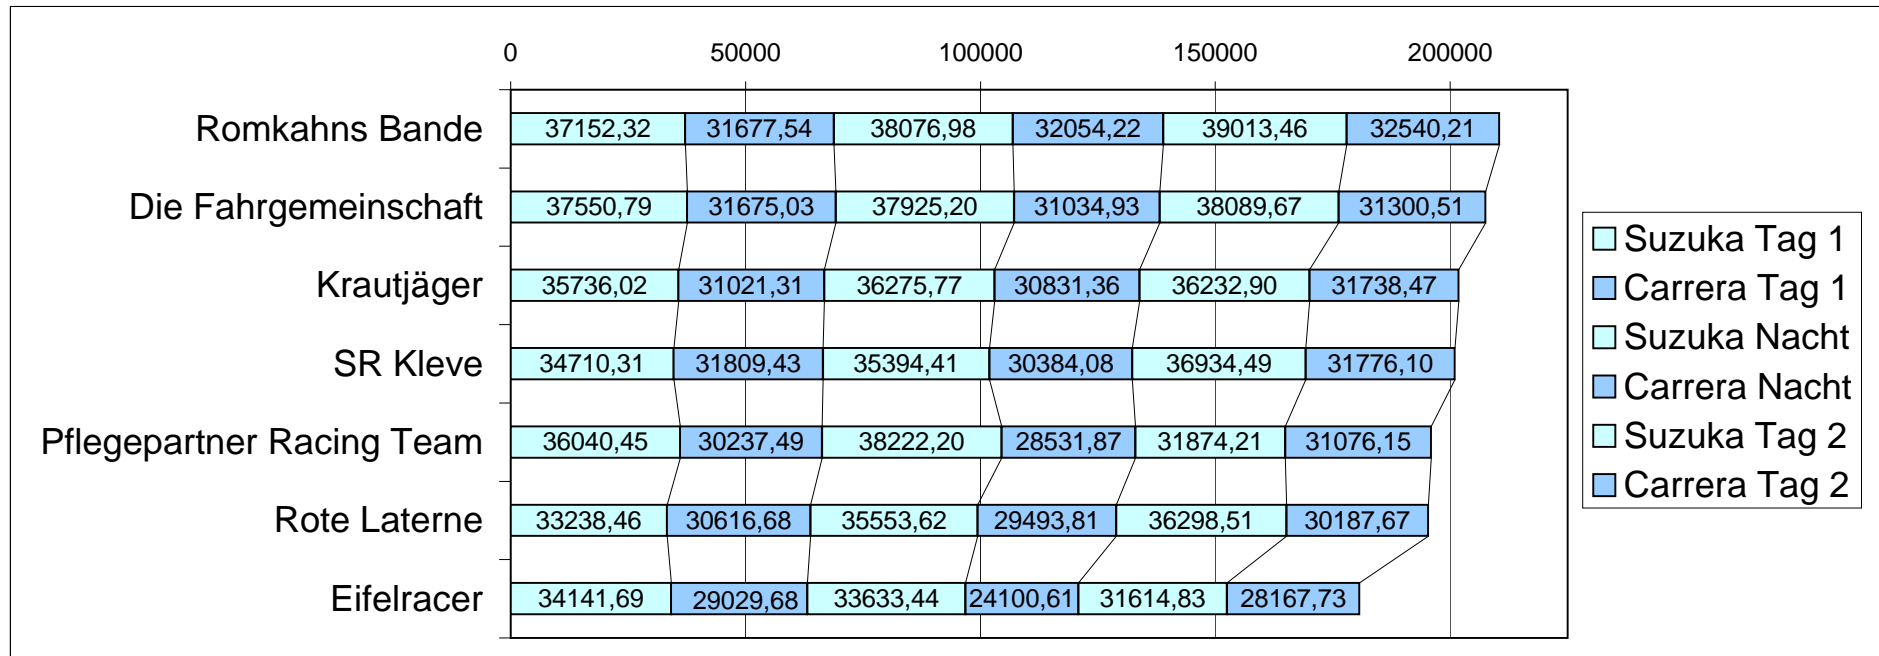 0 50000 100000 150000 200000
Romkahns Bande 37152,32 31677,54 38076,98 32054,22 39013,46 32540,21
Die Fahrgemeinschaft 37550,79 31675,03 37925,20 31034,93 38089,67 31300,51
Krautjäger 35736,02 31021,31 36275,77 30831,36 36232,90 31738,47
SR Kleve 34710,31 31809,43 35394,41 30384,08 36934,49 31776,10
Pflegepartner Racing Team 36040,45 30237,49 38222,20 28531,87 31874,21 31076,15
Rote Laterne 33238,46 30616,68 35553,62 29493,81 36298,51 30187,67
Eifelracer 34141,69 29029,68 33633,44 24100,61 31614,83 28167,73
Suzuka Tag 1
Carrera Tag 1
Suzuka Nacht
Carrera Nacht
Suzuka Tag 2
Carrera Tag 2